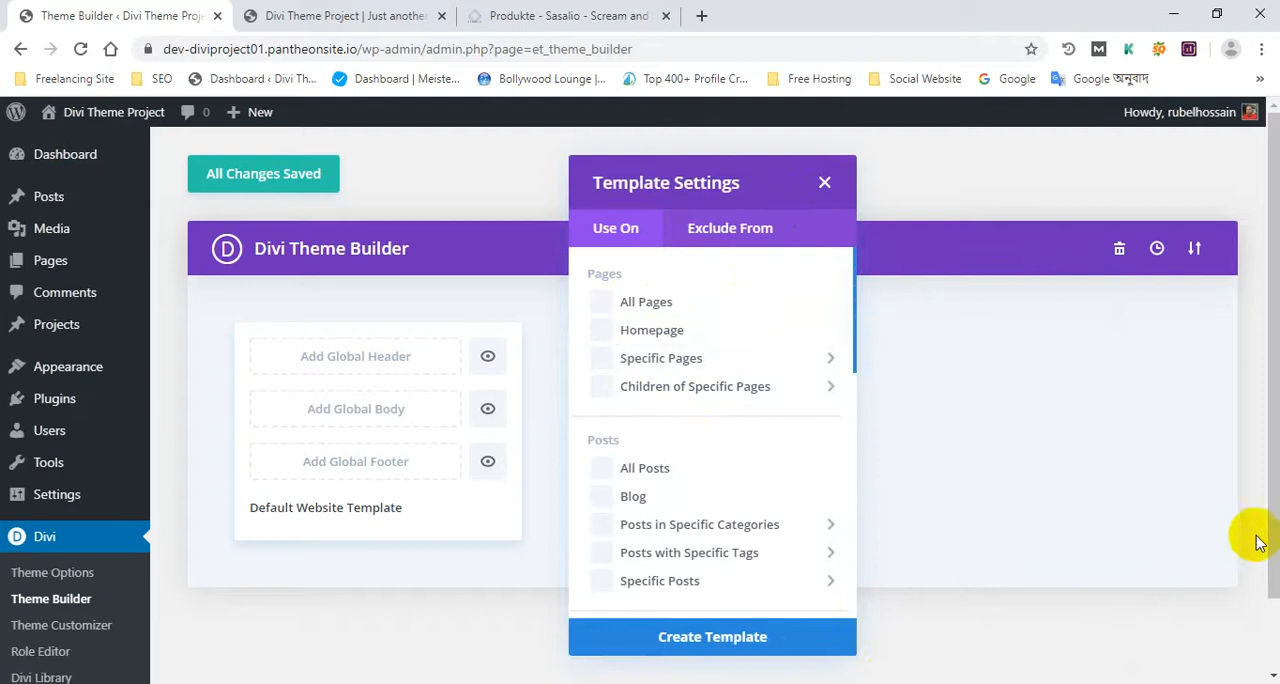 Theme Builder ‹ Divi Theme Proje
Divi Theme Project | Just anothe
Produkte - Sasalio - Scream and
dev-diviproject01.pantheonsite.io/wp-admin/admin.php?page=et_theme_builder
Freelancing Site
SEO
Dashboard ‹ Divi Th...
Dashboard | Meiste...
Bollywood Lounge |...
Top 400+ Profile Cr...
Free Hosting
Social Website
Google
Google অনুবাদ
»
Divi Theme Project
0
New
Howdy, rubelhossain
Dashboard
Posts
Media
Pages
Comments
Projects
Appearance
Plugins
Users
Tools
Settings
Divi
Theme Options
Theme Builder
Theme Customizer
Role Editor
Divi Library
All Changes Saved
Divi Theme Builder
Add Global Header
Add Global Body
Add Global Footer
Default Website Template
Template Settings
Use On
Exclude From
Pages
All Pages
Homepage
Specific Pages
Children of Specific Pages
Posts
All Posts
Blog
Posts in Specific Categories
Posts with Specific Tags
Specific Posts
Create Template